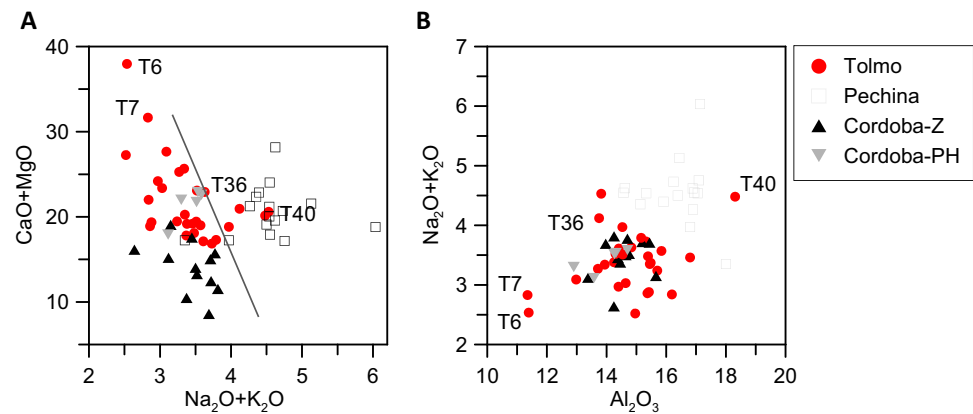 A
B
CaO+MgO
40
30
20
10
2
3
4
5
6
Na₂O+K₂O
T6
T7
T36
T40
Na₂O+K₂O
7
6
5
4
3
2
10
12
14
16
18
20
Al₂O₃
T40
T36
T7
T6
Tolmo
Pechina
Cordoba-Z
Cordoba-PH